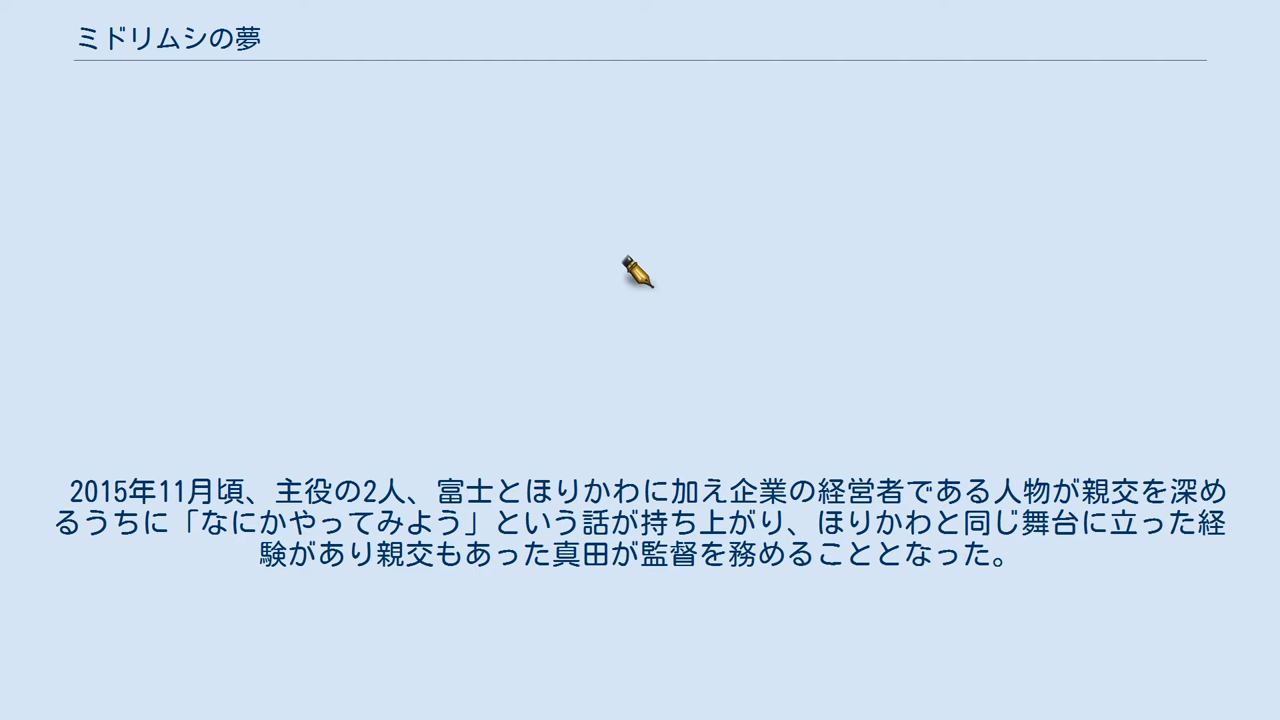 ミドリムシの夢
2015年11月頃、主役の2人、富士とほりかわに加え企業の経営者である人物が親交を深め
るうちに「なにかやってみよう」という話が持ち上がり、ほりかわと同じ舞台に立った経
験があり親交もあった真田が監督を務めることとなった。